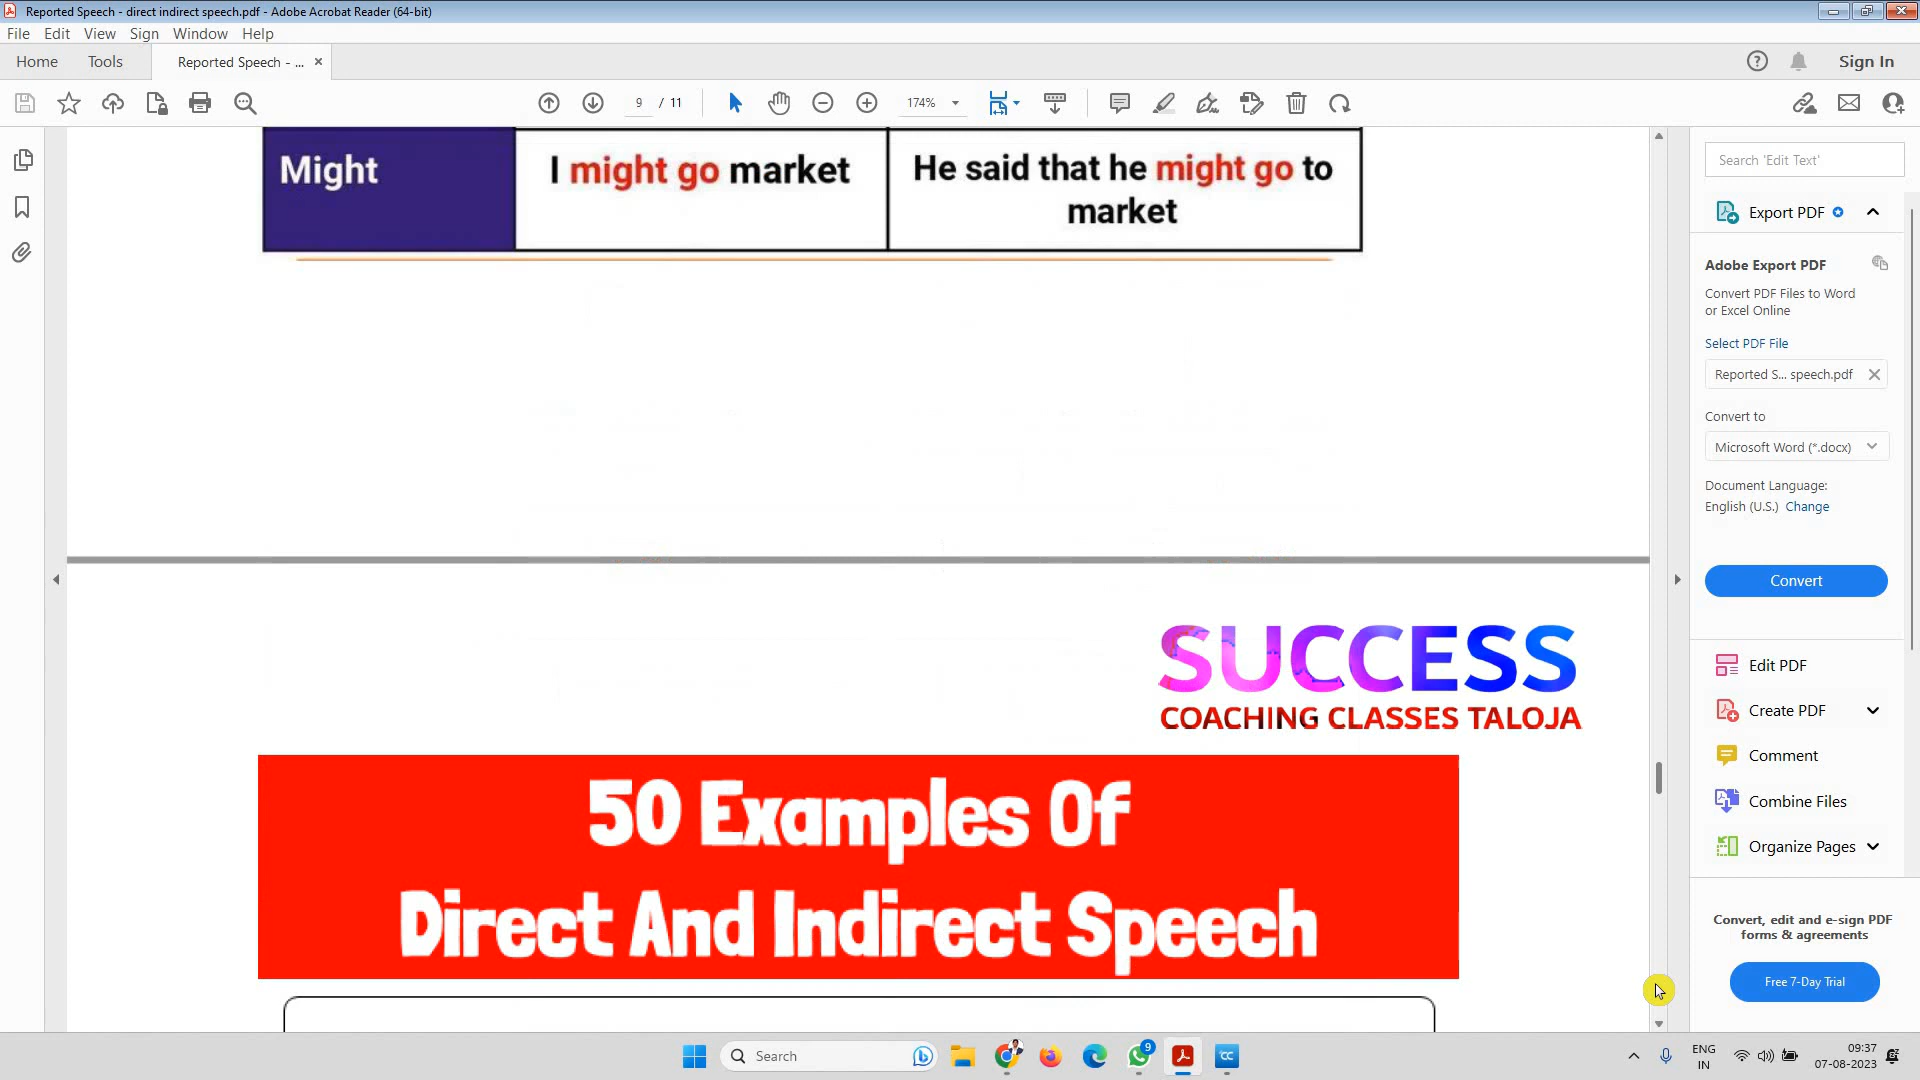 Reported Speech - direct indirect speech.pdf - Adobe Acrobat Reader (64-bit)
File Edit View Sign Window Help
Home Tools Reported Speech - ... Sign In
9 / 11 174%
Might I might go market He said that he might go to
market
SUCCESS
COACHING CLASSES TALOJA
50 Examples Of
Direct And Indirect Speech
Search 'Edit Text'
Export PDF
Adobe Export PDF
Convert PDF Files to Word
or Excel Online
Select PDF File
Reported S... speech.pdf
Convert to
Microsoft Word (*.docx)
Document Language:
English (U.S.) Change
Convert
Edit PDF
Create PDF
Comment
Combine Files
Organize Pages
Convert, edit and e-sign PDF
forms & agreements
Free 7-Day Trial
Search
CC
9
ENG
IN
09:37
07-08-2023